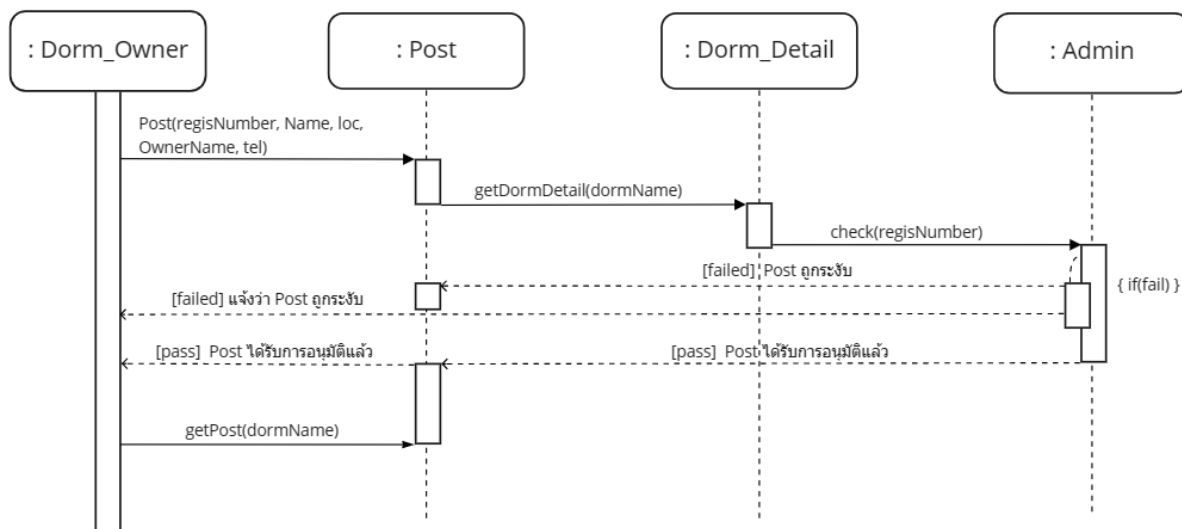 : Dorm_Owner
: Post
: Dorm_Detail
: Admin
Post(regisNumber, Name, loc,
OwnerName, tel)
getDormDetail(dormName)
check(regisNumber)
[failed] Post ถูกระงับ
{ if(fail) }
[failed] แจ้งว่า Post ถูกระงับ
[pass] Post ได้รับการอนุมัติแล้ว
[pass] Post ได้รับการอนุมัติแล้ว
getPost(dormName)